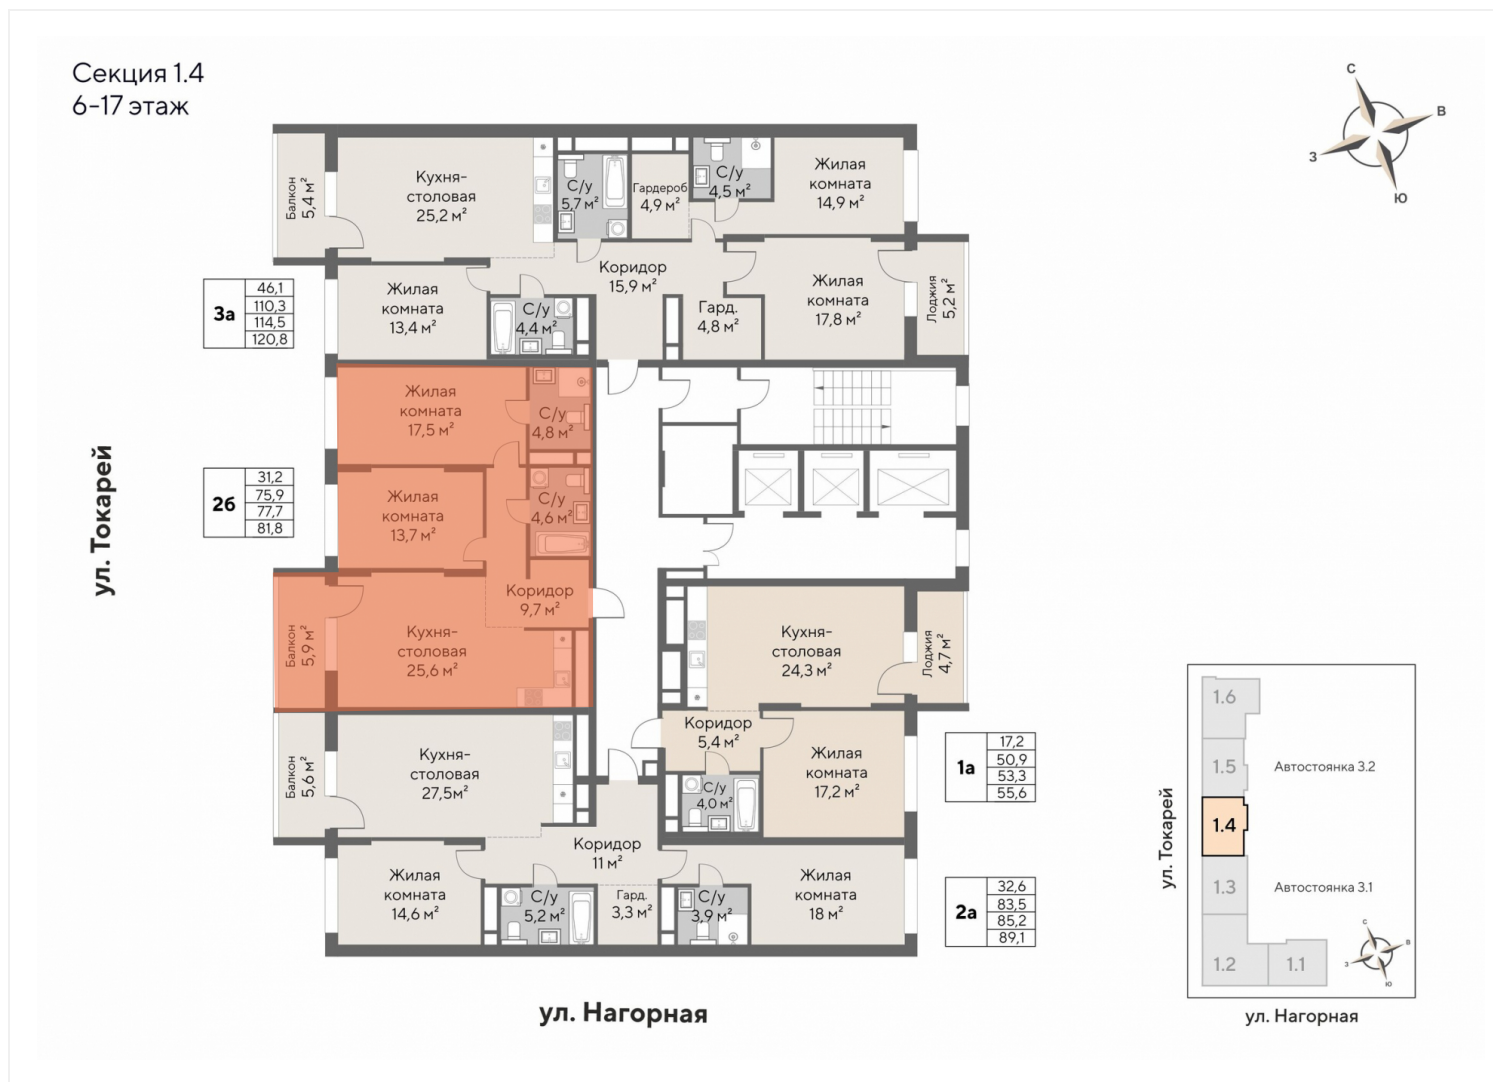 Секция 1.4
6-17 этаж
С
В
З
Ю
Балкон
5,4 м²
Кухня-
столовая
25,2 м²
С/у
5,7 м²
Гардероб
4,9 м²
С/у
4,5 м²
Жилая
комната
14,9 м²
Жилая
комната
13,4 м²
С/у
4,4 м²
Коридор
15,9 м²
Гард.
4,8 м²
Жилая
комната
17,8 м²
Лоджия
5,2 м²
3а
46,1
110,3
114,5
120,8
Жилая
комната
17,5 м²
С/у
4,8 м²
2б
31,2
75,9
77,7
81,8
Жилая
комната
13,7 м²
С/у
4,6 м²
Коридор
9,7 м²
Балкон
5,9 м²
Кухня-
столовая
25,6 м²
ул. Токарей
Кухня-
столовая
24,3 м²
Лоджия
4,7 м²
Коридор
5,4 м²
Жилая
комната
17,2 м²
С/у
4,0 м²
1а
17,2
50,9
53,3
55,6
Балкон
5,6 м²
Кухня-
столовая
27,5м²
Коридор
11 м²
Жилая
комната
14,6 м²
С/у
5,2 м²
Гард.
3,3 м²
С/у
3,9 м²
Жилая
комната
18 м²
2а
32,6
83,5
85,2
89,1
ул. Нагорная
1.6
1.5
Автостоянка 3.2
1.4
1.3
Автостоянка 3.1
1.2
1.1
С
В
З
Ю
ул. Токарей
ул. Нагорная